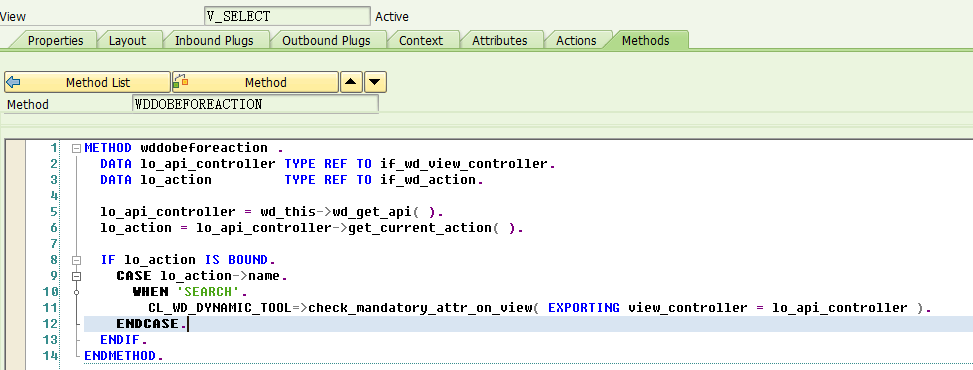 View V_SELECT Active
Properties Layout Inbound Plugs Outbound Plugs Context Attributes Actions Methods
Method List Method
Method WDDOBEFOREACTION
1 METHOD wddobeforeaction .
2 DATA lo_api_controller TYPE REF TO if_wd_view_controller.
3 DATA lo_action TYPE REF TO if_wd_action.
4
5 lo_api_controller = wd_this->wd_get_api( ).
6 lo_action = lo_api_controller->get_current_action( ).
7
8 IF lo_action IS BOUND.
9 CASE lo_action->name.
10 WHEN 'SEARCH'.
11 CL_WD_DYNAMIC_TOOL=>check_mandatory_attr_on_view( EXPORTING view_controller = lo_api_controller ).
12 ENDCASE.
13 ENDIF.
14 ENDMETHOD.